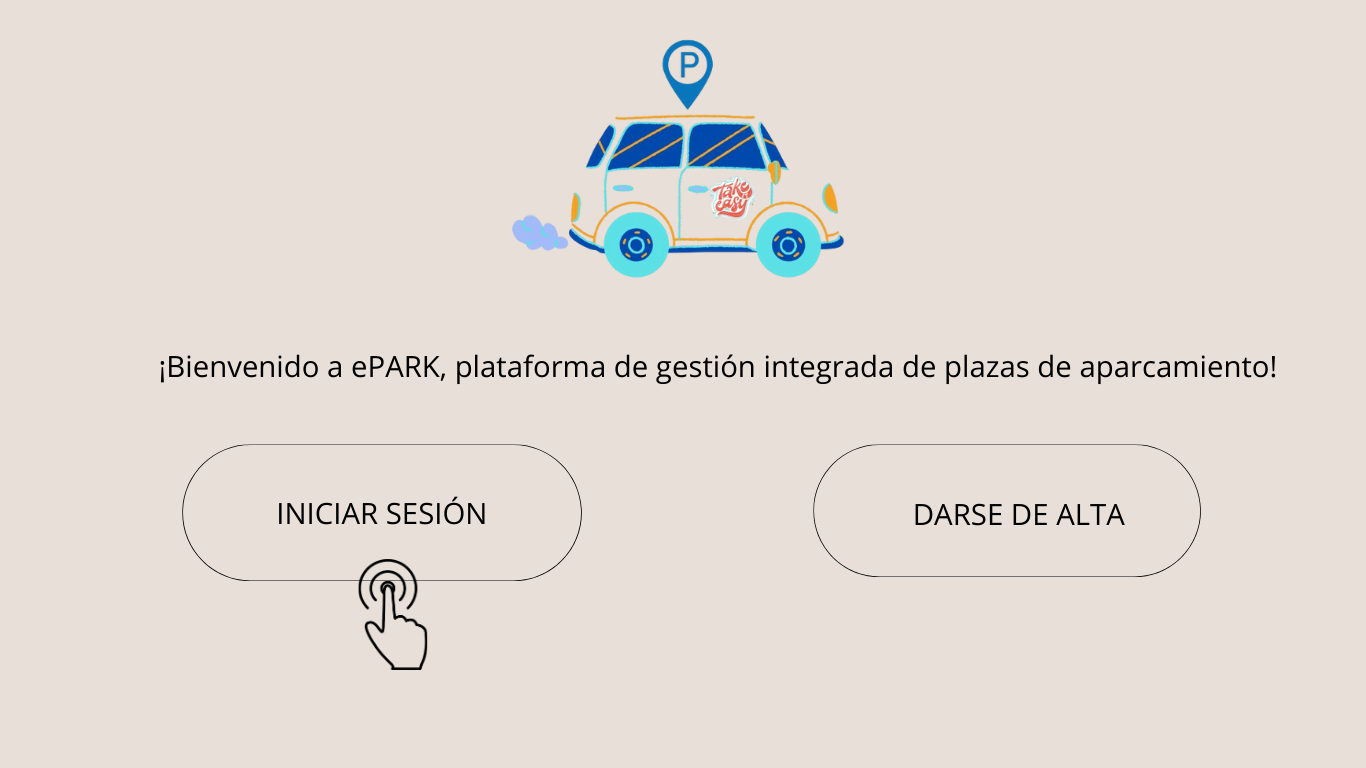 P
Take
easy
¡Bienvenido a ePARK, plataforma de gestión integrada de plazas de aparcamiento!
INICIAR SESIÓN
DARSE DE ALTA